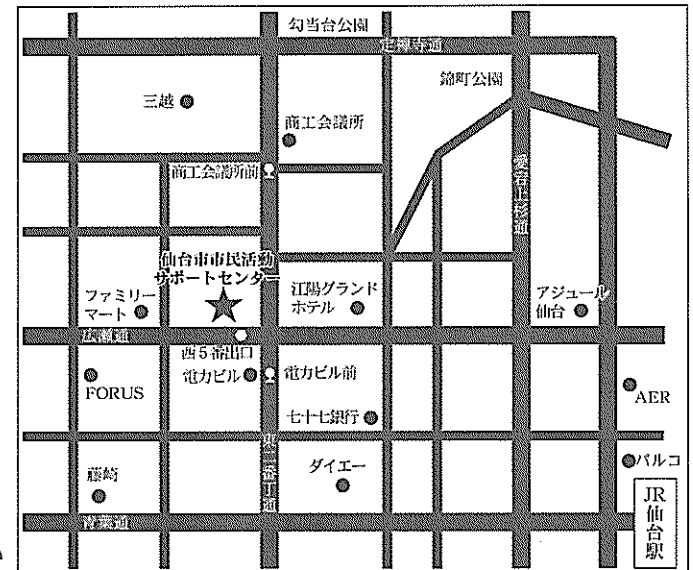 勾当台公園
定禅寺通
錦町公園
三越
商工会議所
商工会議所前
愛宕上杉通
仙台市市民活動
サポートセンター
ファミリー
マート
江陽グランド
ホテル
アジュール
仙台
広瀬通
西5番出口
電力ビル
電力ビル前
FORUS
AER
七十七銀行
東二番丁通
パルコ
藤崎
ダイエー
青葉通
JR
仙台駅